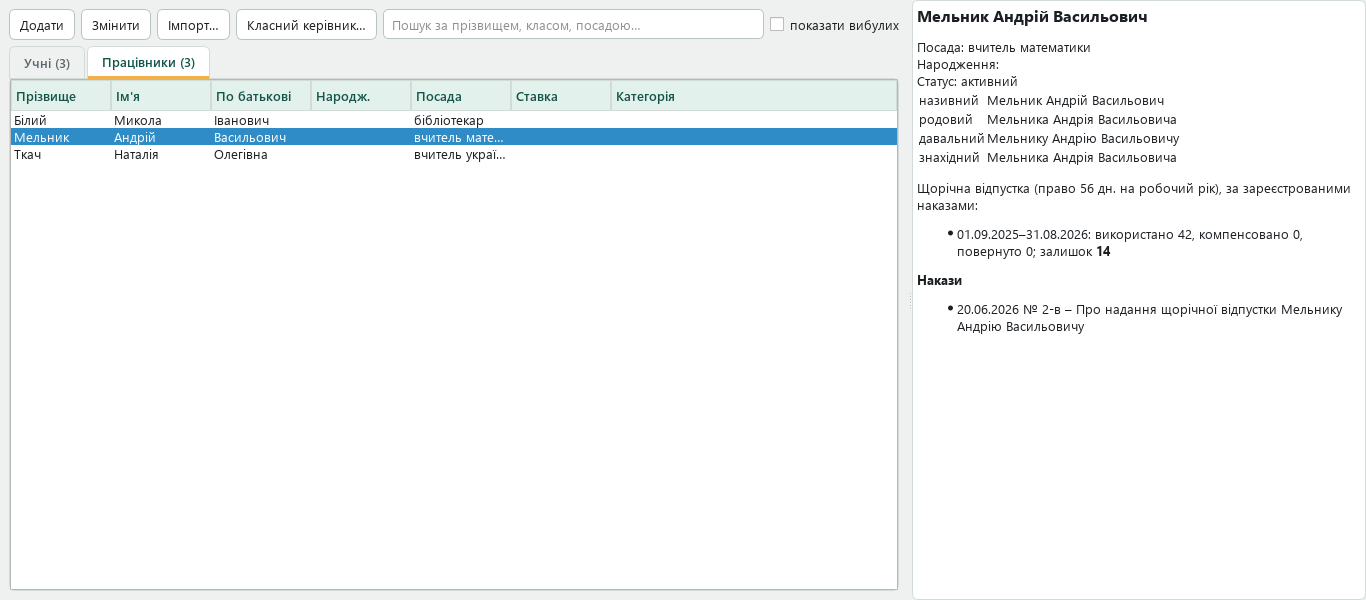 Додати Змінити Імпорт... Класний керівник... Пошук за прізвищем, класом, посадою... показати вибулих
Учні (3) Працівники (3)
Прізвище Ім'я По батькові Народж. Посада Ставка Категорія
Білий Микола Іванович бібліотекар
Мельник Андрій Васильович вчитель мате...
Ткач Наталія Олегівна вчитель украї...
Мельник Андрій Васильович
Посада: вчитель математики
Народження:
Статус: активний
називний Мельник Андрій Васильович
родовий Мельника Андрія Васильовича
давальний Мельнику Андрію Васильовичу
знахідний Мельника Андрія Васильовича
Щорічна відпустка (право 56 дн. на робочий рік), за зареєстрованими
наказами:
• 01.09.2025–31.08.2026: використано 42, компенсовано 0,
повернуто 0; залишок 14
Накази
• 20.06.2026 № 2-в – Про надання щорічної відпустки Мельнику
Андрію Васильовичу